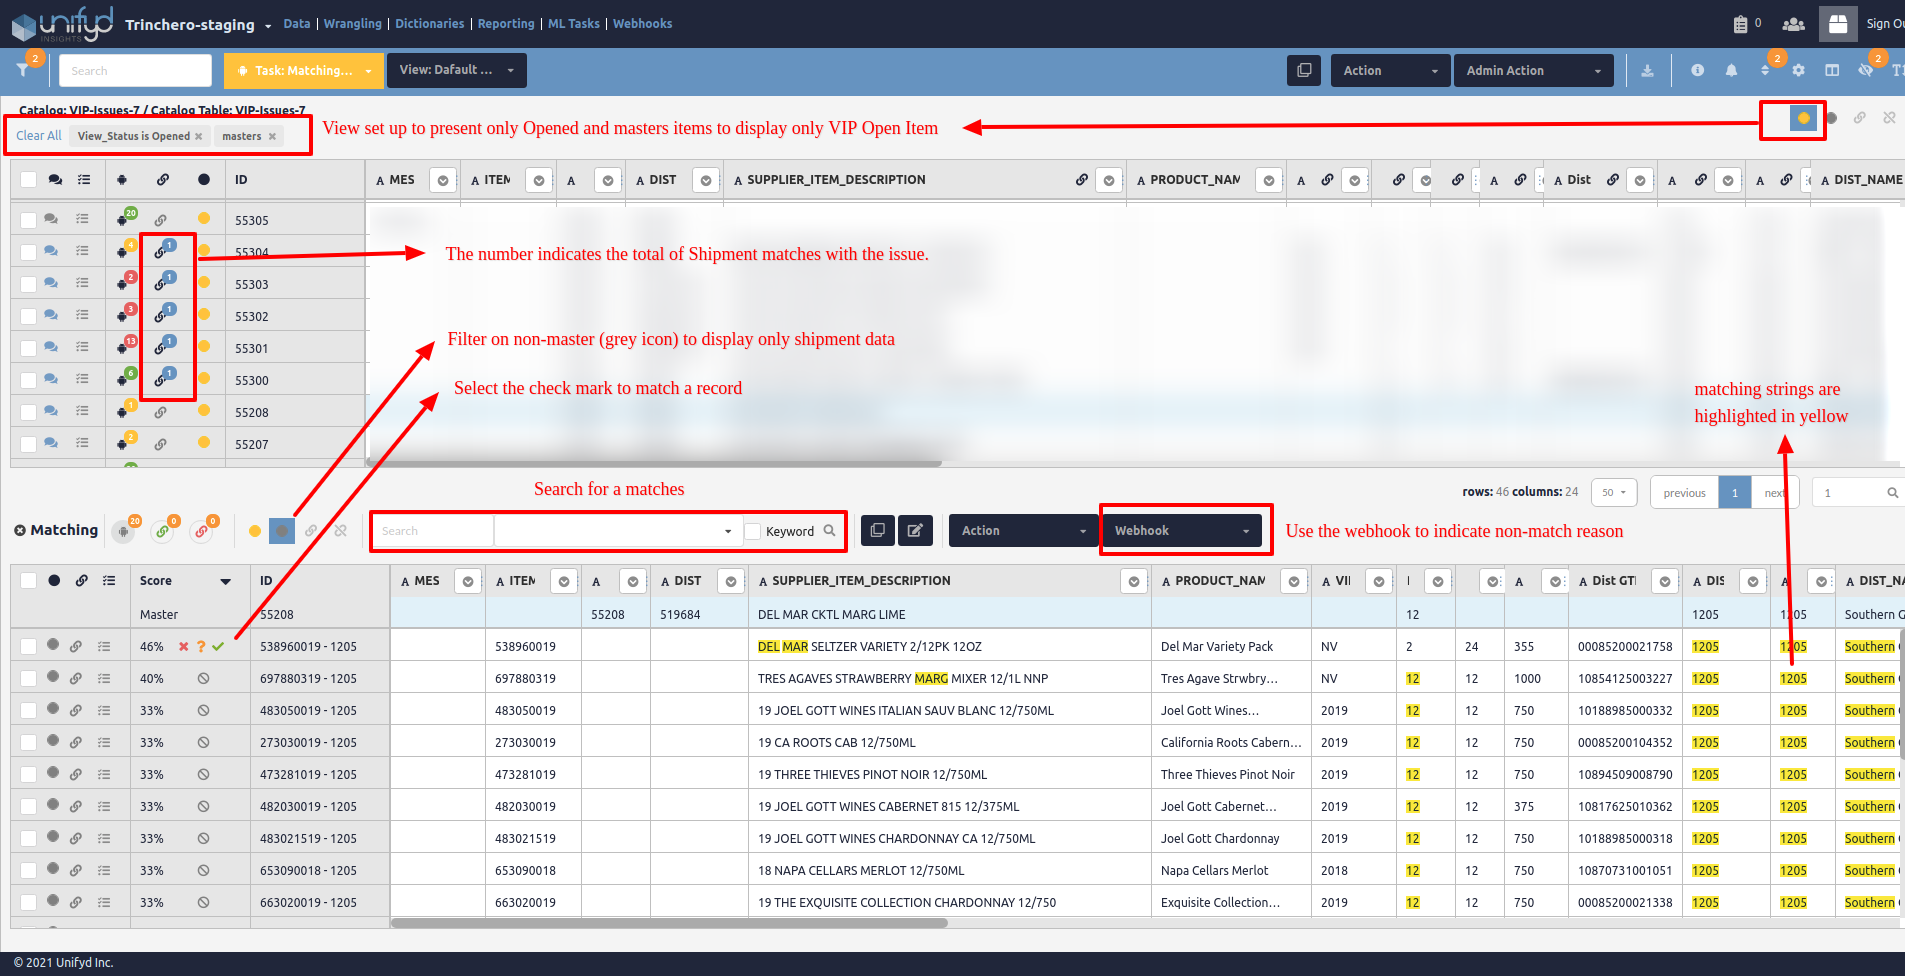 unifyd
INSIGHTS
Trinchero-staging
Data | Wrangling | Dictionaries | Reporting | ML Tasks | Webhooks
0
Sign Ou
2
Search
Task: Matching...
View: Dafault ...
Action
Admin Action
2
2
Catalog: VIP-Issues-7 / Catalog Table: VIP-Issues-7
Clear All View_Status is Opened masters
View set up to present only Opened and masters items to display only VIP Open Item
ID A MES A ITEM A A DIST A SUPPLIER_ITEM_DESCRIPTION A PRODUCT_NAM A A A Dist A A A DIST_NAME
20 55305
4 1 55304
The number indicates the total of Shipment matches with the issue.
2 1 55303
3 1 55302
13 1 55301
Filter on non-master (grey icon) to display only shipment data
6 1 55300
Select the check mark to match a record
1 55208
2 55207
matching strings are
highlighted in yellow
Search for a matches
rows: 46 columns: 24 50 previous 1 next 1
Matching 20 0 0 Search Keyword Action Webhook
Use the webhook to indicate non-match reason
Score ID A MES A ITEM A A DIST A SUPPLIER_ITEM_DESCRIPTION A PRODUCT_NAM A VII A A Dist GTI A DIS A A DIST_NA
Master 55208 55208 519684 DEL MAR CKTL MARG LIME 12 1205 1205 Southern G
46% 538960019 - 1205 538960019 DEL MAR SELTZER VARIETY 2/12PK 12OZ Del Mar Variety Pack NV 2 24 355 00085200021758 1205 1205 Southern
40% 697880319 - 1205 697880319 TRES AGAVES STRAWBERRY MARG MIXER 12/1L NNP Tres Agave Strwbry... NV 12 12 1000 10854125003227 1205 1205 Southern
33% 483050019 - 1205 483050019 19 JOEL GOTT WINES ITALIAN SAUV BLANC 12/750ML Joel Gott Wines... 2019 12 12 750 10188985000332 1205 1205 Southern
33% 273030019 - 1205 273030019 19 CA ROOTS CAB 12/750ML California Roots Cabern... 2019 12 12 750 00085200104352 1205 1205 Southern
33% 473281019 - 1205 473281019 19 THREE THIEVES PINOT NOIR 12/750ML Three Thieves Pinot Noir 2019 12 12 750 10894509008790 1205 1205 Southern
33% 482030019 - 1205 482030019 19 JOEL GOTT WINES CABERNET 815 12/375ML Joel Gott Cabernet... 2019 12 12 375 10817625010362 1205 1205 Southern
33% 483021519 - 1205 483021519 19 JOEL GOTT WINES CHARDONNAY CA 12/750ML Joel Gott Chardonnay 2019 12 12 750 10188985000318 1205 1205 Southern
33% 653090018 - 1205 653090018 18 NAPA CELLARS MERLOT 12/750ML Napa Cellars Merlot 2018 12 12 750 10870731001051 1205 1205 Southern
33% 663020019 - 1205 663020019 19 THE EXQUISITE COLLECTION CHARDONNAY 12/750 Exquisite Collection... 2019 12 12 750 00085200021338 1205 1205 Southern
© 2021 Unifyd Inc.